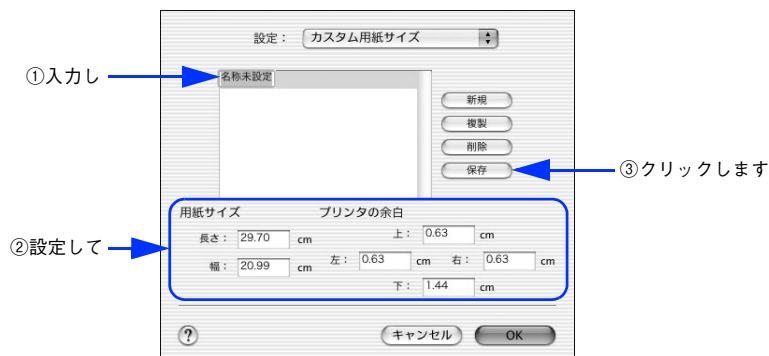 設定： カスタム用紙サイズ
①入力し
名称未設定
新規
複製
削除
保存
③クリックします
用紙サイズ プリンタの余白
②設定して
長さ： 29.70 cm
幅： 20.99 cm
上： 0.63 cm
左： 0.63 cm 右： 0.63 cm
下： 1.44 cm
? キャンセル OK